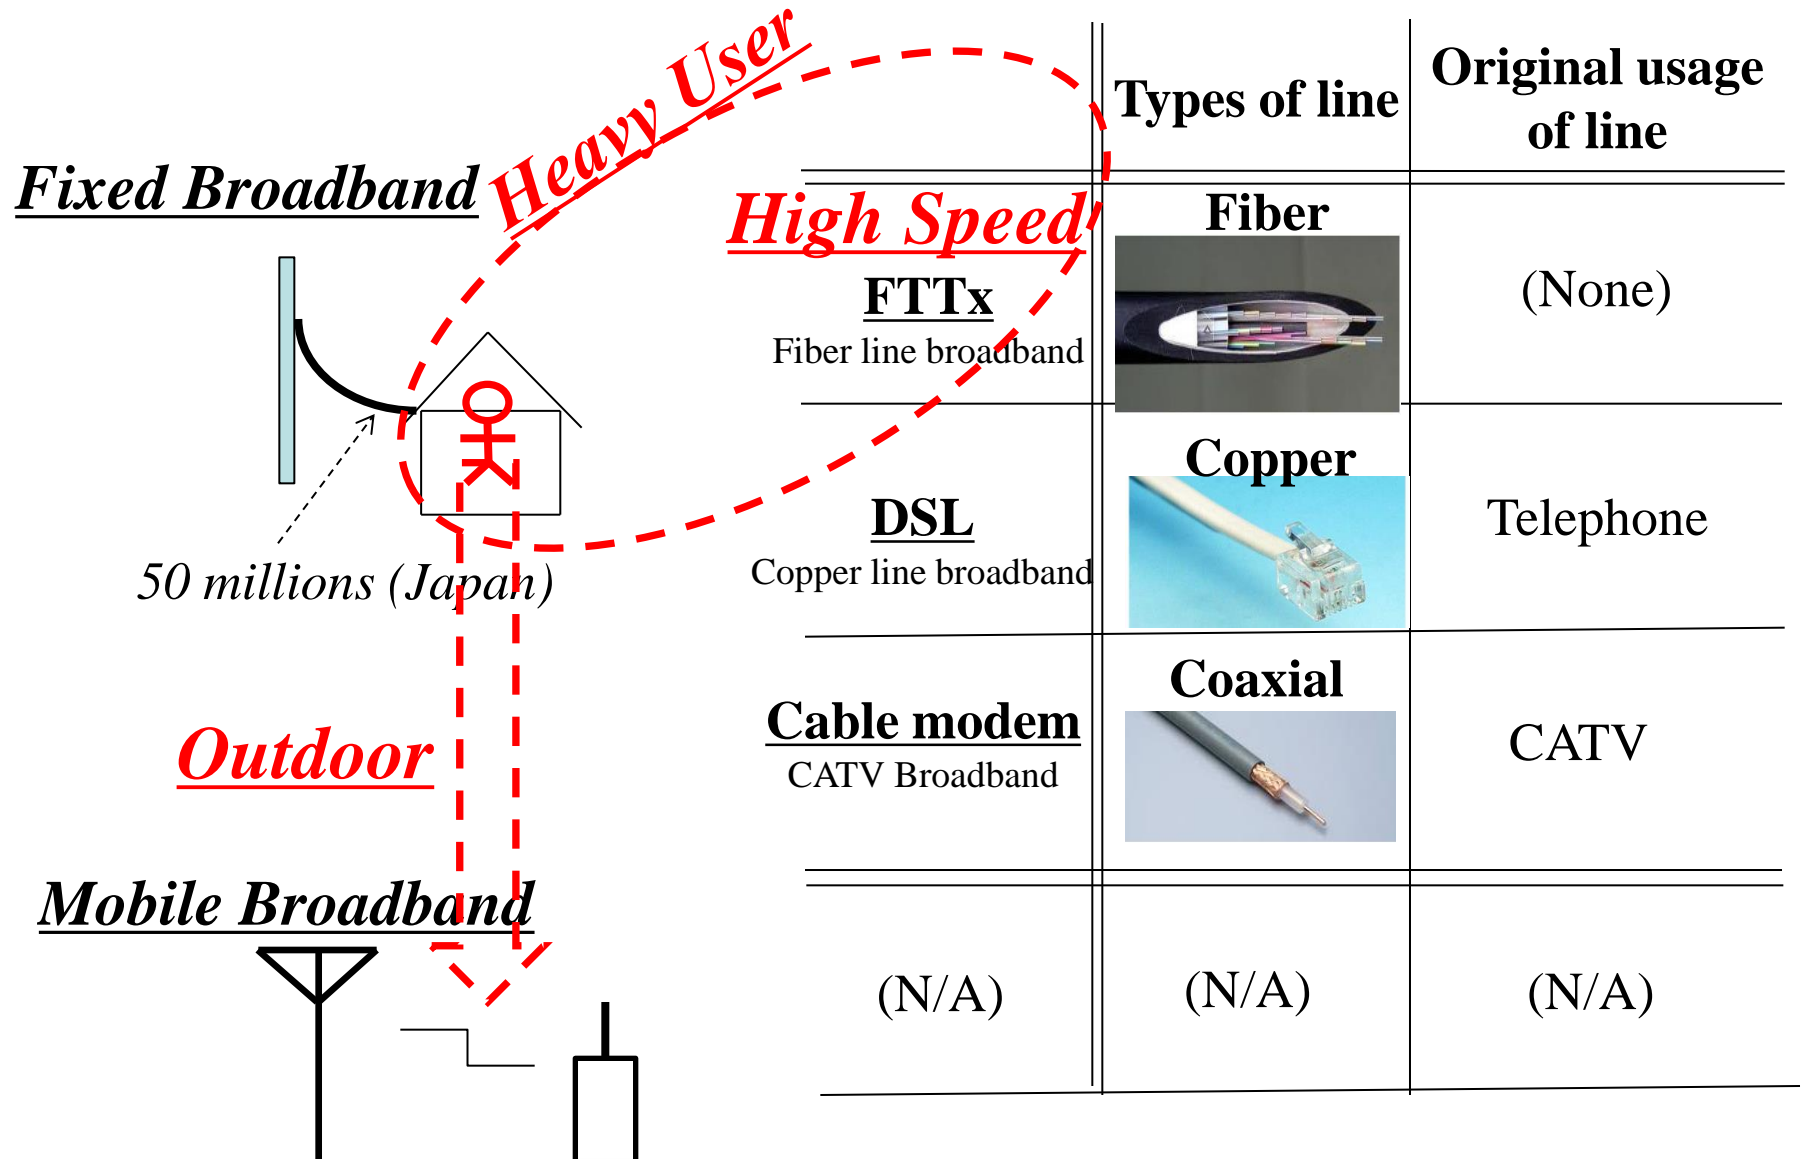 Heavy User
Types of line
Original usage
of line
Fixed Broadband
High Speed
FTTx
Fiber line broadband
Fiber
(None)
50 millions (Japan)
DSL
Copper line broadband
Copper
Telephone
Outdoor
Cable modem
CATV Broadband
Coaxial
CATV
Mobile Broadband
(N/A)
(N/A)
(N/A)